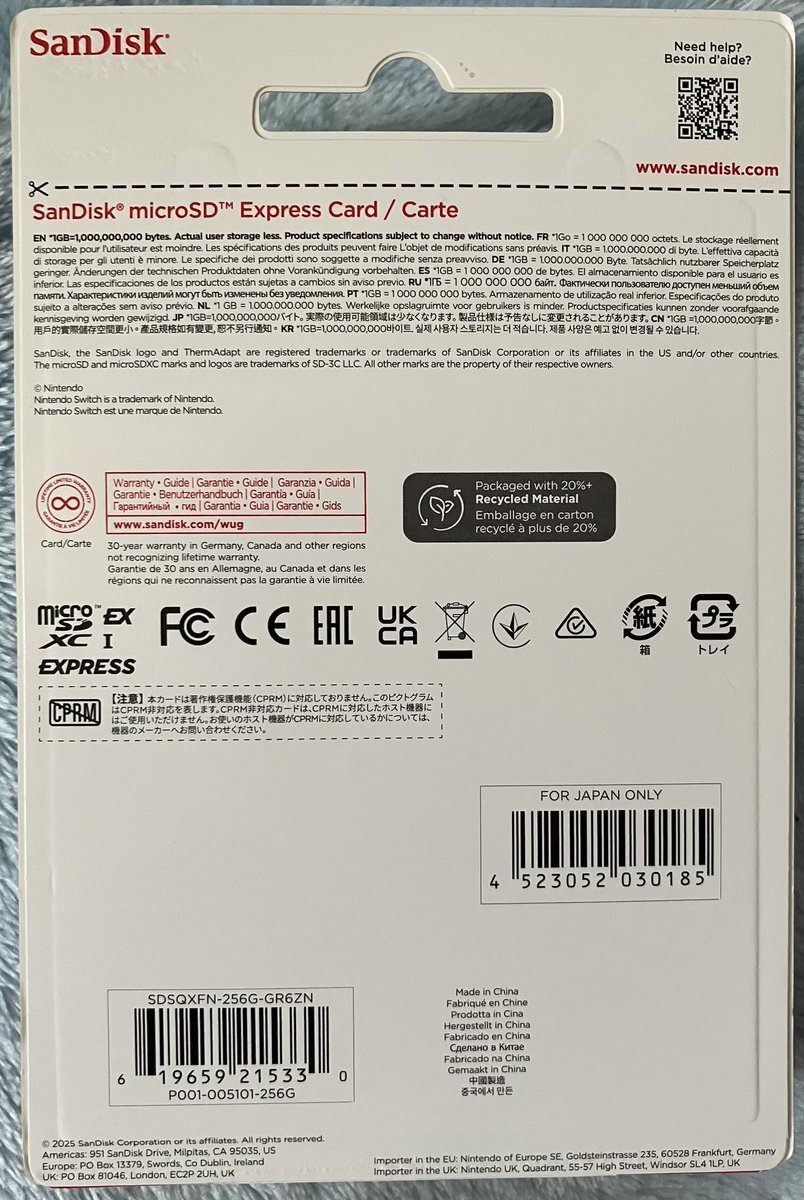 SanDisk®
Need help?
Besoin d'aide?
www.sandisk.com
SanDisk® microSD™ Express Card / Carte
EN *1GB=1,000,000,000 bytes. Actual user storage less. Product specifications subject to change without notice. FR *1Go = 1 000 000 000 octets. Le stockage réellement
disponible pour l'utilisateur est moindre. Les spécifications des produits peuvent faire L'objet de modifications sans préavis. IT *1GB = 1.000.000.000 di byte. L'effettiva capacità
di storage per gli utenti è minore. Le specifiche dei prodotti sono soggette a modifiche senza preavviso. DE *1GB = 1.000.000.000 Byte. Tatsächlich nutzbarer Speicherplatz
geringer. Änderungen der technischen Produktdaten ohne Vorankündigung vorbehalten. ES *1GB = 1 000 000 000 de bytes. El almacenamiento disponible para el usuario es
inferior. Las especificaciones de los productos están sujetas a cambios sin aviso previo. RU *1ГБ = 1 000 000 000 байт. Фактически пользователю доступен меньший объем
памяти. Характеристики изделий могут быть изменены без уведомления. PT *1GB = 1 000 000 000 bytes. Armazenamento de utilização real inferior. Especificações do produto
sujeito a alterações sem aviso prévio. NL *1 GB = 1.000.000.000 bytes. Werkelijke opslagruimte voor gebruikers is minder. Productspecificaties kunnen zonder voorafgaande
kennisgeving worden gewijzigd. JP *1GB=1,000,000,000バイト。実際の使用可能領域は少なくなります。製品仕様は予告なしに変更されることがあります。CN *1GB =1,000,000,000字節。
用戶的實際儲存空間更小。產品規格如有變更, 恕不另行通知。 KR *1GB=1,000,000,000바이트. 실제 사용자 스토리지는 더 적습니다. 제품 사양은 예고 없이 변경될 수 있습니다.
SanDisk, the SanDisk logo and ThermAdapt are registered trademarks or trademarks of SanDisk Corporation or its affiliates in the US and/or other countries.
The microSD and microSDXC marks and logos are trademarks of SD-3C LLC. All other marks are the property of their respective owners.
© Nintendo
Nintendo Switch is a trademark of Nintendo.
Nintendo Switch est une marque de Nintendo.
LIFETIME LIMITED WARRANTY
GARANTIE À VIE LIMITÉE
Card/Carte
Warranty • Guide | Garantie • Guide | Garanzia • Guida |
Garantie • Benutzerhandbuch | Garantía • Guía |
Гарантийный • гид | Garantia • Guia | Garantie • Gids
www.sandisk.com/wug
30-year warranty in Germany, Canada and other regions
not recognizing lifetime warranty.
Garantie de 30 ans en Allemagne, au Canada et dans les
régions qui ne reconnaissent pas la garantie à vie limitée.
Packaged with 20%+
Recycled Material
Emballage en carton
recyclé à plus de 20%
micro SD XC I EX
EXPRESS
FC CE EAC UK CA
紙
箱
プラ
トレイ
CPRM
【注意】本カードは著作権保護機能(CPRM)に対応しておりません。このピクトグラム
はCPRM非対応を表します。CPRM非対応カードは、CPRMに対応したホスト機器に
はご使用いただけません。お使いのホスト機器がCPRMに対応しているかについては、
機器のメーカーへお問い合わせください。
FOR JAPAN ONLY
4 523052 030185
SDSQXFN-256G-GR6ZN
6 19659 21533 0
P001-005101-256G
Made in China
Fabriqué en Chine
Prodotta in Cina
Hergestellt in China
Fabricado en China
Сделано в Китае
Fabricado na China
Gemaakt in China
中國製造
중국에서 만든
© 2025 SanDisk Corporation or its affiliates. All rights reserved.
Americas: 951 SanDisk Drive, Milpitas, CA 95035, US
Europe: PO Box 13379, Swords, Co Dublin, Ireland
UK: PO Box 81046, London, EC2P 2UH, UK
Importer in the EU: Nintendo of Europe SE, Goldsteinstrasse 235, 60528 Frankfurt, Germany
Importer in the UK: Nintendo UK, Quadrant, 55-57 High Street, Windsor SL4 1LP, UK